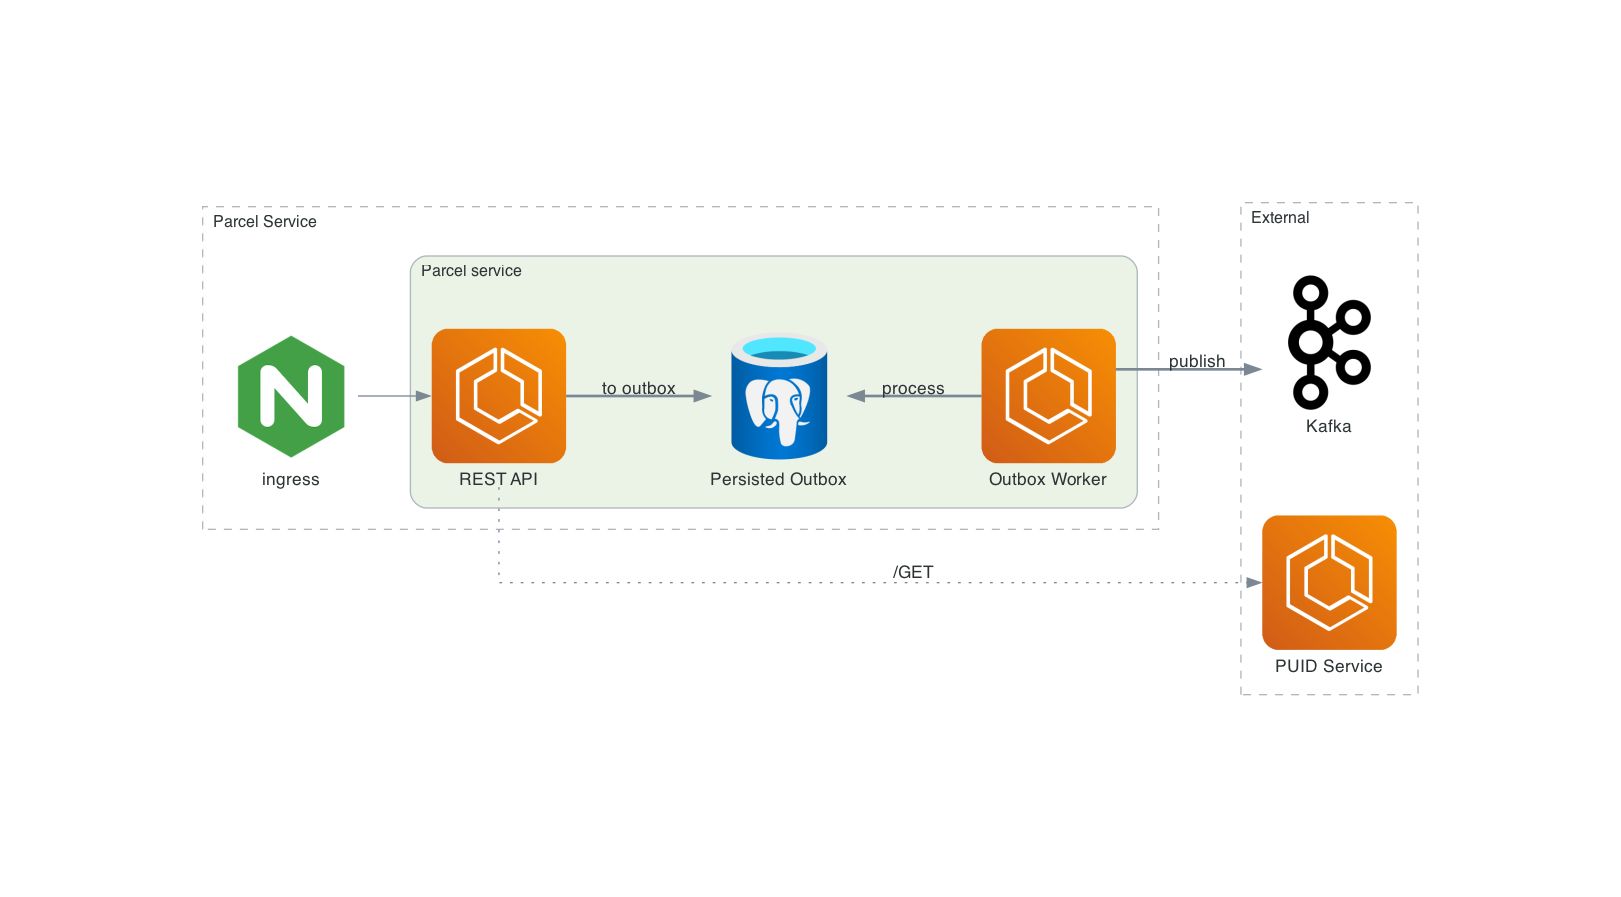 Parcel Service
External
Parcel service
publish
to outbox
process
Kafka
ingress
REST API
Persisted Outbox
Outbox Worker
/GET
PUID Service